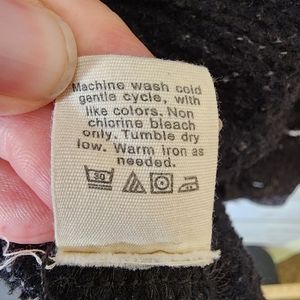 Machine wash cold
gentle cycle, with
like colors. Non
chlorine bleach
only. Tumble dry
low. Warm Iron as
needed.
30